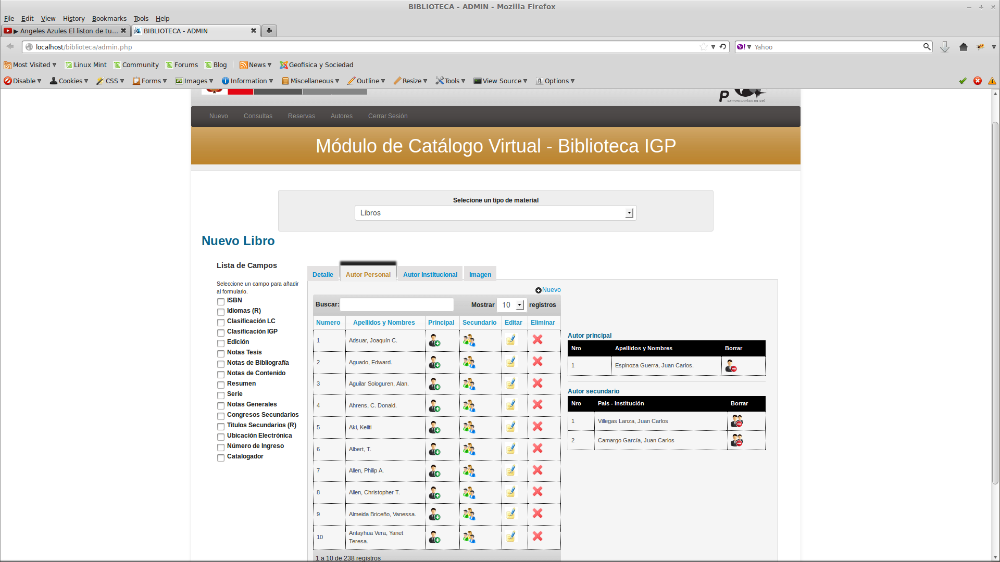 BIBLIOTECA - ADMIN - Mozilla Firefox
File Edit View History Bookmarks Tools Help
▶ Angeles Azules El liston de tu... BIBLIOTECA - ADMIN
localhost/biblioteca/admin.php Yahoo
Most Visited Linux Mint Community Forums Blog News Geofisica y Sociedad
Disable Cookies CSS Forms Images Information Miscellaneous Outline Resize Tools View Source Options
P
INSTITUTO GEOFISICO DEL PERÚ
Nuevo Consultas Reservas Autores Cerrar Sesión
Módulo de Catálogo Virtual - Biblioteca IGP
Selecione un tipo de material
Libros
Nuevo Libro
Lista de Campos
Seleccione un campo para añadir
al formulario.
ISBN
Idiomas (R)
Clasificación LC
Clasificación IGP
Edición
Notas Tesis
Notas de Bibliografía
Notas de Contenido
Resumen
Serie
Notas Generales
Congresos Secundarios
Titulos Secundarios (R)
Ubicación Electrónica
Número de Ingreso
Catalogador
Detalle Autor Personal Autor Institucional Imagen
Nuevo
Buscar: Mostrar 10 registros
Numero Apellidos y Nombres Principal Secundario Editar Eliminar
1 Adsuar, Joaquín C.
2 Aguado, Edward.
3 Aguilar Sologuren, Alan.
4 Ahrens, C. Donald.
5 Aki, Keiiti
6 Albert, T.
7 Allen, Philip A.
8 Allen, Christopher T.
9 Almeida Briceño, Vanessa.
10 Antayhua Vera, Yanet
Teresa.
1 a 10 de 238 registros
Autor principal
Nro Apellidos y Nombres Borrar
1 Espinoza Guerra, Juan Carlos.
Autor secundario
Nro Pais - Institución Borrar
1 Villegas Lanza, Juan Carlos
2 Camargo García, Juan Carlos